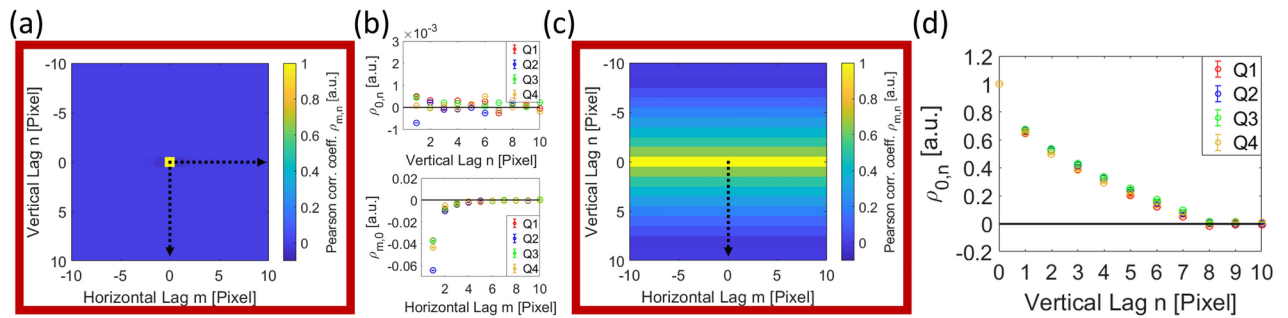 (a)
-10
-5
0
5
10
Vertical Lag n [Pixel]
-10 -5 0 5 10
Horizontal Lag m [Pixel]
1
0.8
0.6
0.4
0.2
0
Pearson corr. coeff. ρm,n [a.u.]
(b)
×10-3
3
2
1
0
-1
ρ0,n [a.u.]
2 4 6 8 10
Vertical Lag n [Pixel]
Q1
Q2
Q3
Q4
0.02
0
-0.02
-0.04
-0.06
ρm,0 [a.u.]
2 4 6 8 10
Horizontal Lag m [Pixel]
Q1
Q2
Q3
Q4
(c)
-10
-5
0
5
10
Vertical Lag n [Pixel]
-10 -5 0 5 10
Horizontal Lag m [Pixel]
1
0.8
0.6
0.4
0.2
0
Pearson corr. coeff. ρm,n [a.u.]
(d)
1.2
1
0.8
0.6
0.4
0.2
0
-0.2
ρ0,n [a.u.]
0 1 2 3 4 5 6 7 8 9 10
Vertical Lag n [Pixel]
Q1
Q2
Q3
Q4